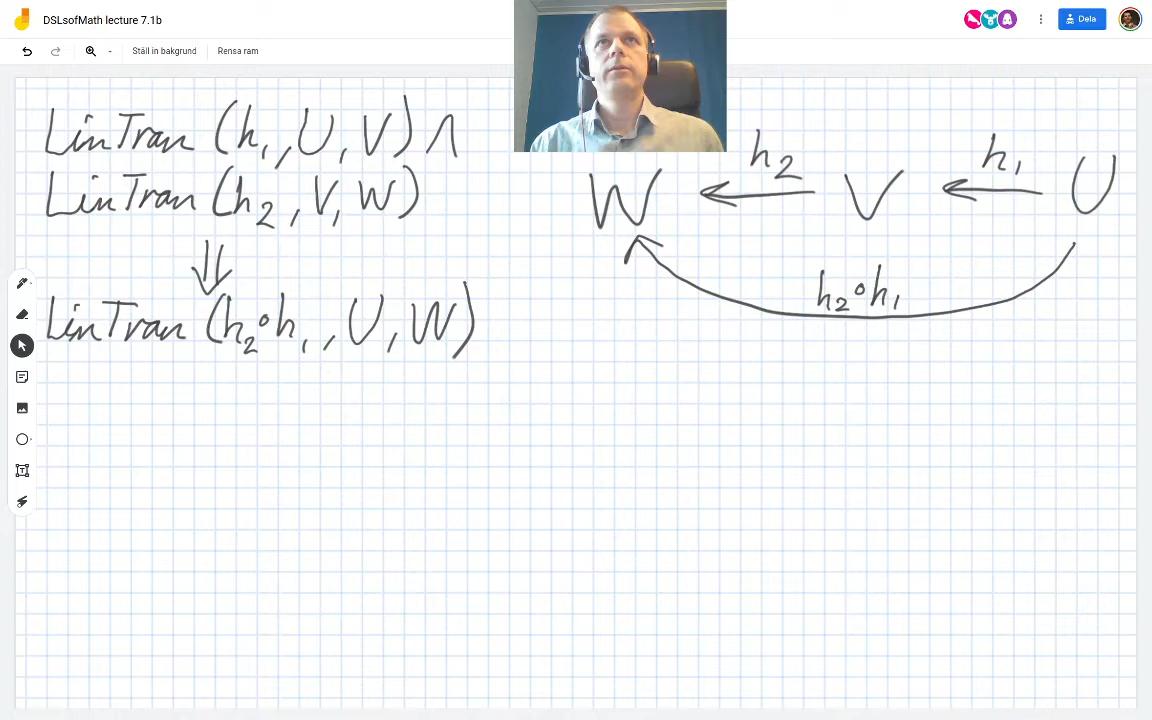 DSLsofMath lecture 7.1b
Dela
Ställ in bakgrund Rensa ram
LinTran (h₁, U, V) ∧
LinTran (h₂, V, W)
⇓
LinTran (h₂∘h₁, U, W)
h₂ h₁
W ← V ← U
h₂∘h₁